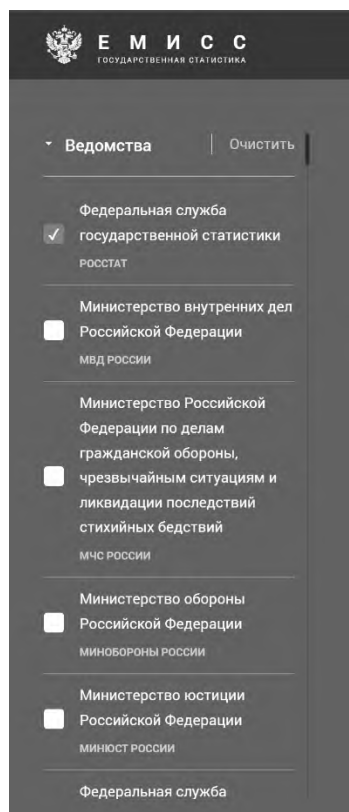 ЕМИСС
ГОСУДАРСТВЕННАЯ СТАТИСТИКА
Ведомства
Очистить
Федеральная служба
государственной статистики
РОССТАТ
Министерство внутренних дел
Российской Федерации
МВД РОССИИ
Министерство Российской
Федерации по делам
гражданской обороны,
чрезвычайным ситуациям и
ликвидации последствий
стихийных бедствий
МЧС РОССИИ
Министерство обороны
Российской Федерации
МИНОБОРОНЫ РОССИИ
Министерство юстиции
Российской Федерации
МИНЮСТ РОССИИ
Федеральная служба